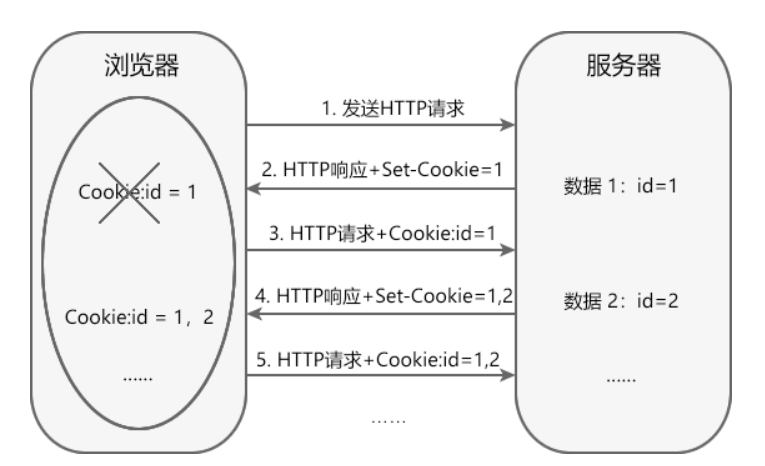 浏览器
服务器
1. 发送HTTP请求
2. HTTP响应+Set-Cookie=1
Cookie:id = 1
数据 1：id=1
3. HTTP请求+Cookie:id=1
4. HTTP响应+Set-Cookie=1,2
Cookie:id = 1，2
数据 2：id=2
5. HTTP请求+Cookie:id=1,2
......
......
......